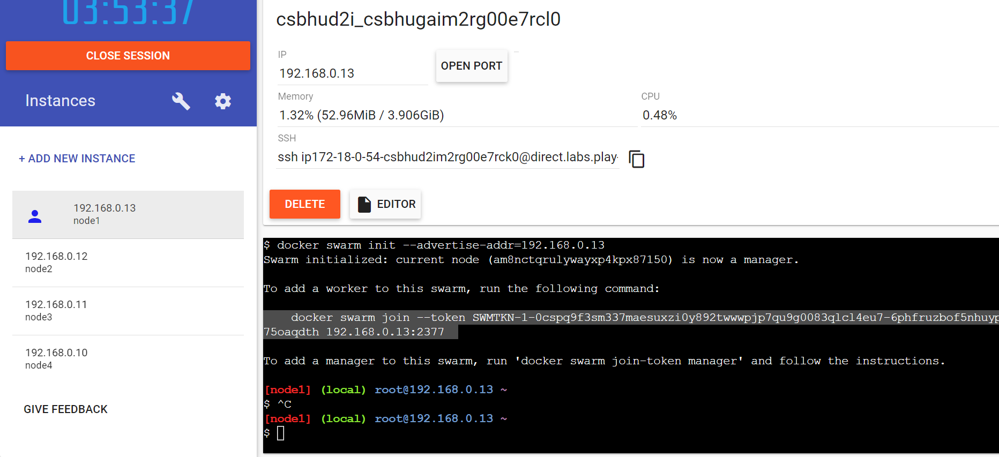 03:53:37
CLOSE SESSION
Instances
+ ADD NEW INSTANCE
192.168.0.13
node1
192.168.0.12
node2
192.168.0.11
node3
192.168.0.10
node4
GIVE FEEDBACK
csbhud2i_csbhugaim2rg00e7rcl0
IP
192.168.0.13
OPEN PORT
Memory
1.32% (52.96MiB / 3.906GiB)
CPU
0.48%
SSH
ssh ip172-18-0-54-csbhud2im2rg00e7rck0@direct.labs.play-
DELETE
EDITOR
$ docker swarm init --advertise-addr=192.168.0.13
Swarm initialized: current node (am8nctqrulywayxp4kpx87150) is now a manager.
To add a worker to this swarm, run the following command:
docker swarm join --token SWMTKN-1-0cspq9f3sm337maesuxzi0y892twwwpjp7qu9g0083qlcl4eu7-6phfruzbof5nhuyp
75oaqdth 192.168.0.13:2377
To add a manager to this swarm, run 'docker swarm join-token manager' and follow the instructions.
[node1] (local) root@192.168.0.13 ~
$ ^C
[node1] (local) root@192.168.0.13 ~
$